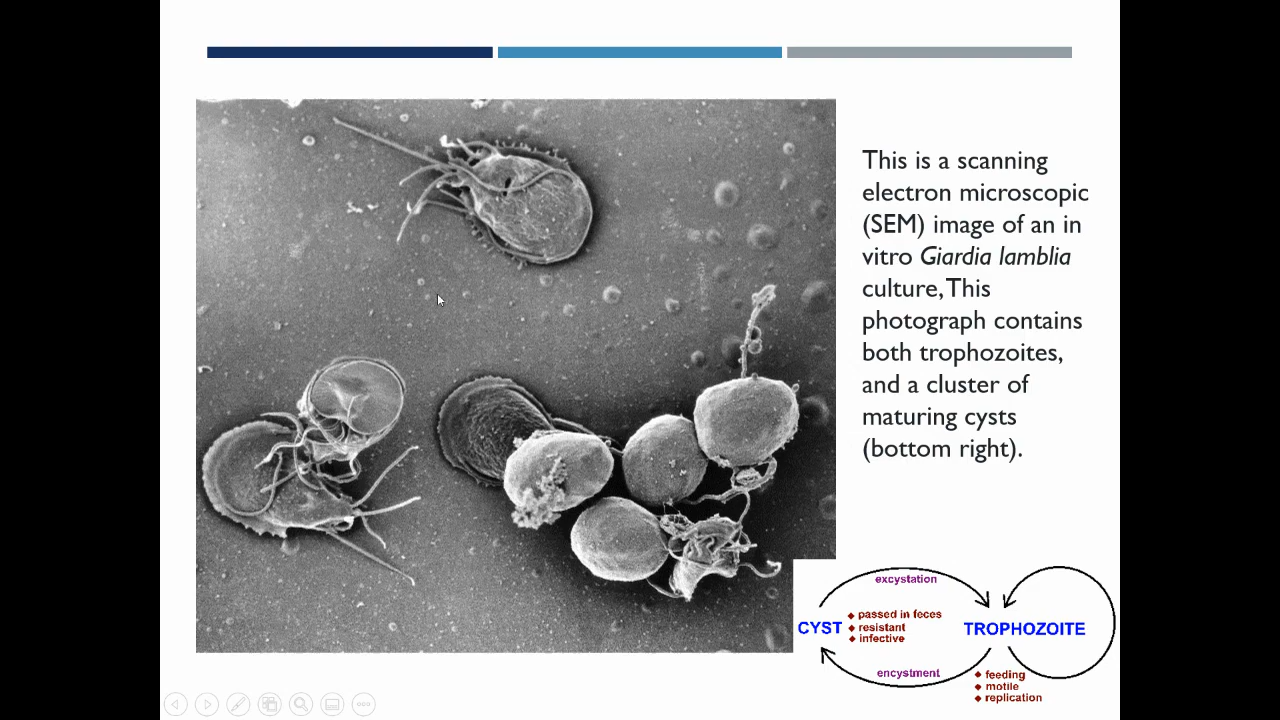 This is a scanning
electron microscopic
(SEM) image of an in
vitro Giardia lamblia
culture,This
photograph contains
both trophozoites,
and a cluster of
maturing cysts
(bottom right).
excystation
CYST
◆ passed in feces
◆ resistant
◆ infective
TROPHOZOITE
encystment
◆ feeding
◆ motile
◆ replication